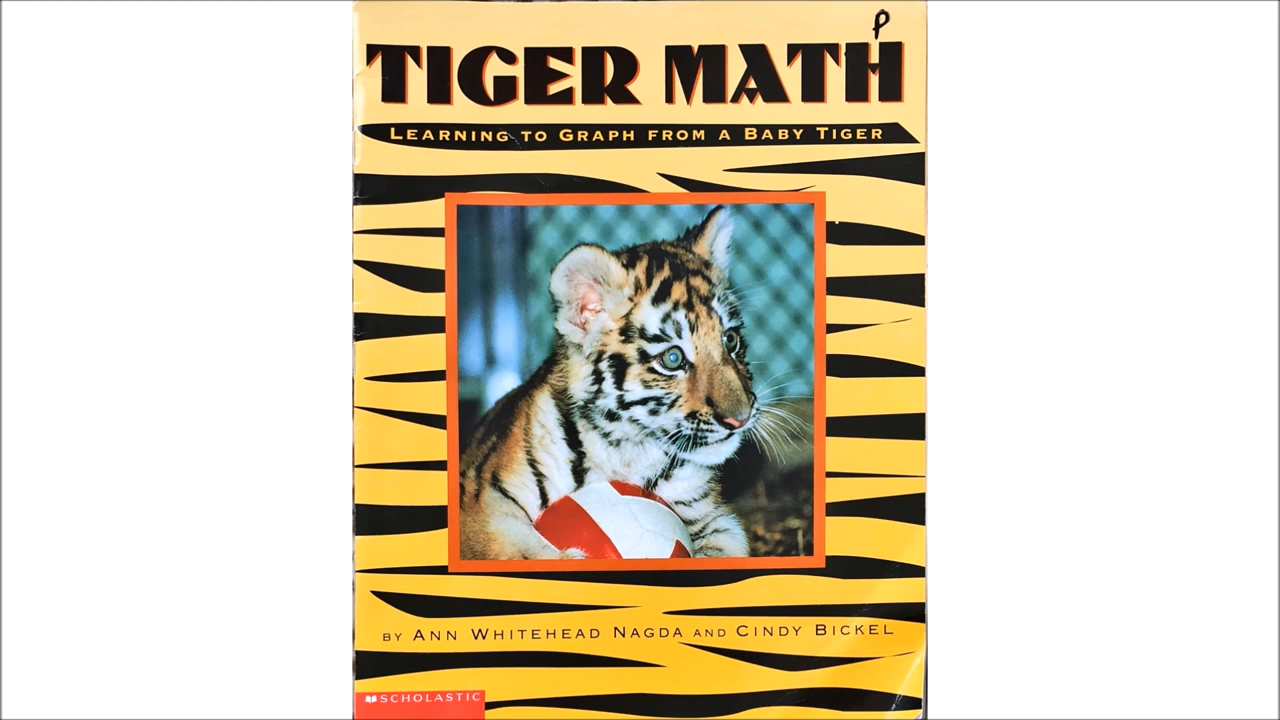 P
TIGER MATH
LEARNING TO GRAPH FROM A BABY TIGER
BY ANN WHITEHEAD NAGDA AND CINDY BICKEL
SCHOLASTIC